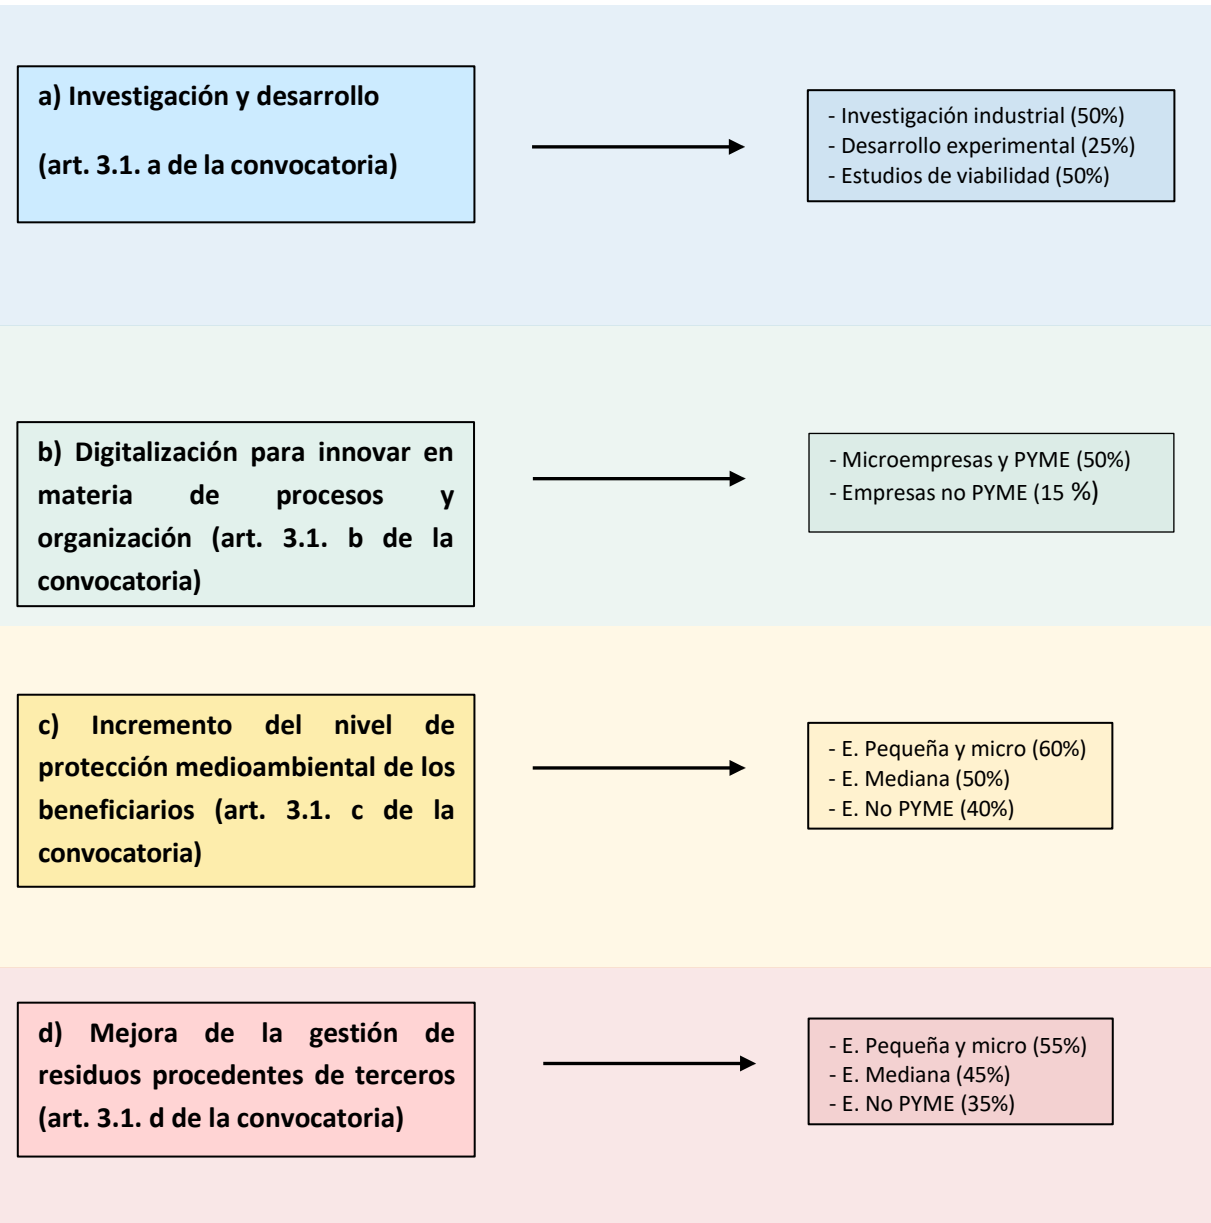 a) Investigación y desarrollo
(art. 3.1. a de la convocatoria)
- Investigación industrial (50%)
- Desarrollo experimental (25%)
- Estudios de viabilidad (50%)
b) Digitalización para innovar en
materia de procesos y
organización (art. 3.1. b de la
convocatoria)
- Microempresas y PYME (50%)
- Empresas no PYME (15 %)
c) Incremento del nivel de
protección medioambiental de los
beneficiarios (art. 3.1. c de la
convocatoria)
- E. Pequeña y micro (60%)
- E. Mediana (50%)
- E. No PYME (40%)
d) Mejora de la gestión de
residuos procedentes de terceros
(art. 3.1. d de la convocatoria)
- E. Pequeña y micro (55%)
- E. Mediana (45%)
- E. No PYME (35%)